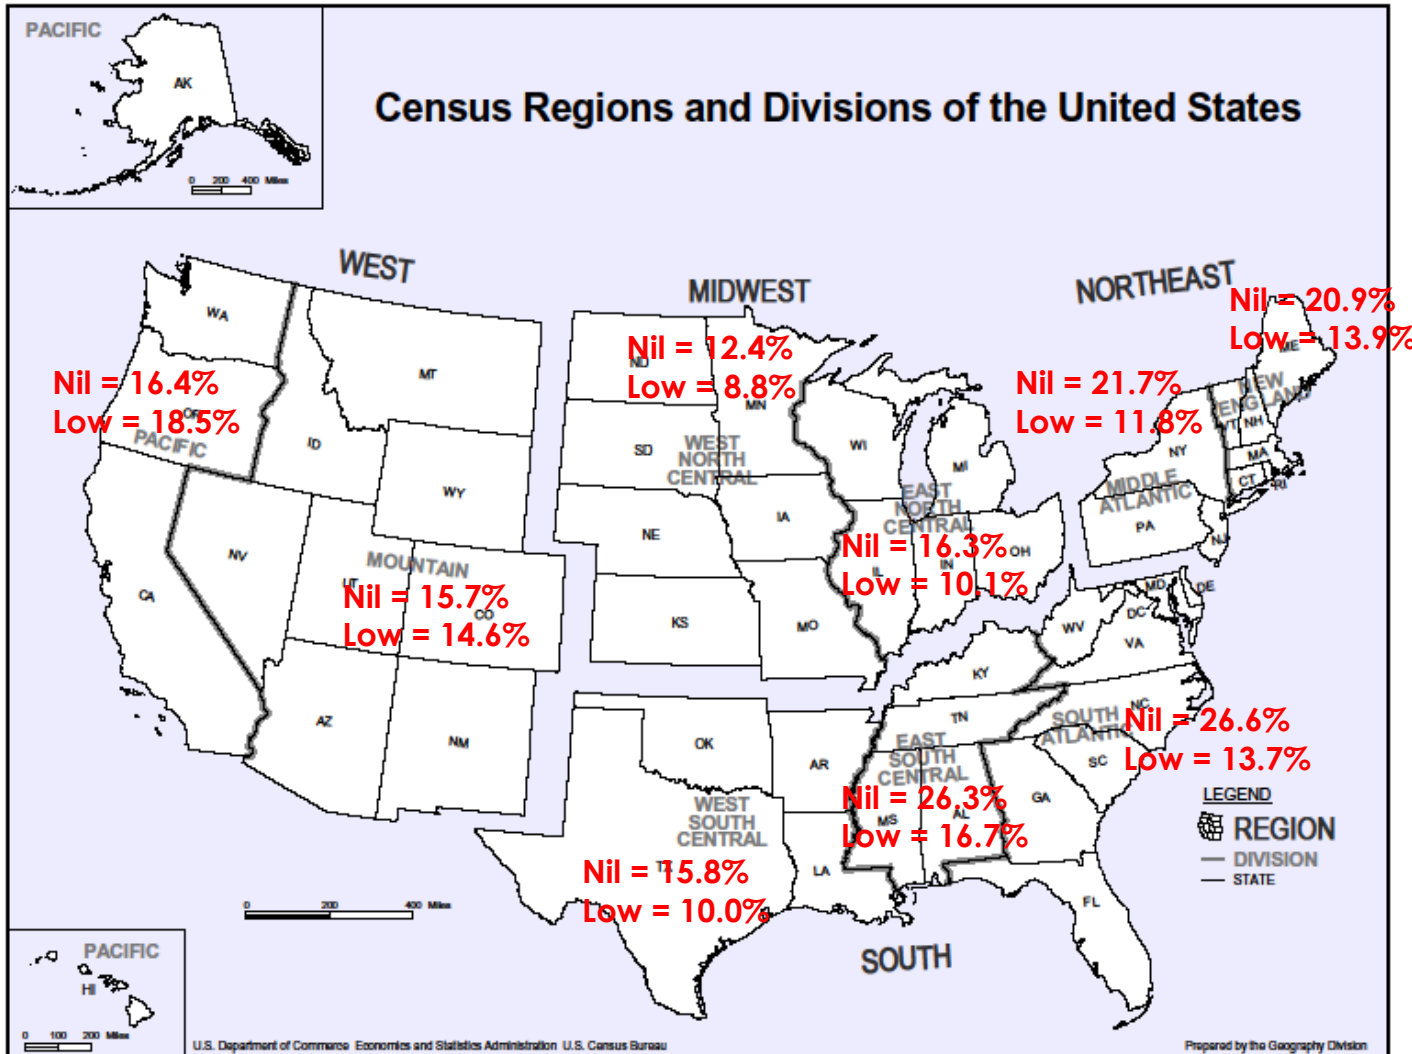 PACIFIC
AK
0 200 400 Miles
Census Regions and Divisions of the United States
WEST
MIDWEST
NORTHEAST
Nil = 20.9%
Low = 13.9%
ME
WA
MT
ND
Nil = 12.4%
Low = 8.8%
MN
Nil = 16.4%
Low = 18.5%
OR
PACIFIC
Nil = 21.7%
Low = 11.8%
NEW
ENGLAND
VT NH
ID
WY
SD
WEST
NORTH
CENTRAL
WI
MI
NY
MA
CT RI
MIDDLE
ATLANTIC
PA
NJ
EAST
NORTH
CENTRAL
NV
UT
MOUNTAIN
CO
Nil = 15.7%
Low = 14.6%
NE
IA
Nil = 16.3%
Low = 10.1%
IL
IN
OH
CA
KS
MO
MD
DE
DC
WV
VA
KY
AZ
NM
OK
AR
TN
NC
SOUTH
ATLANTIC
Nil = 26.6%
Low = 13.7%
SC
EAST
SOUTH
CENTRAL
Nil = 26.3%
Low = 16.7%
MS
AL
GA
WEST
SOUTH
CENTRAL
TX
Nil = 15.8%
Low = 10.0%
LA
FL
LEGEND
REGION
DIVISION
STATE
0 200 400 Miles
SOUTH
PACIFIC
HI
0 100 200 Miles
U.S. Department of Commerce Economics and Statistics Administration U.S. Census Bureau
Prepared by the Geography Division